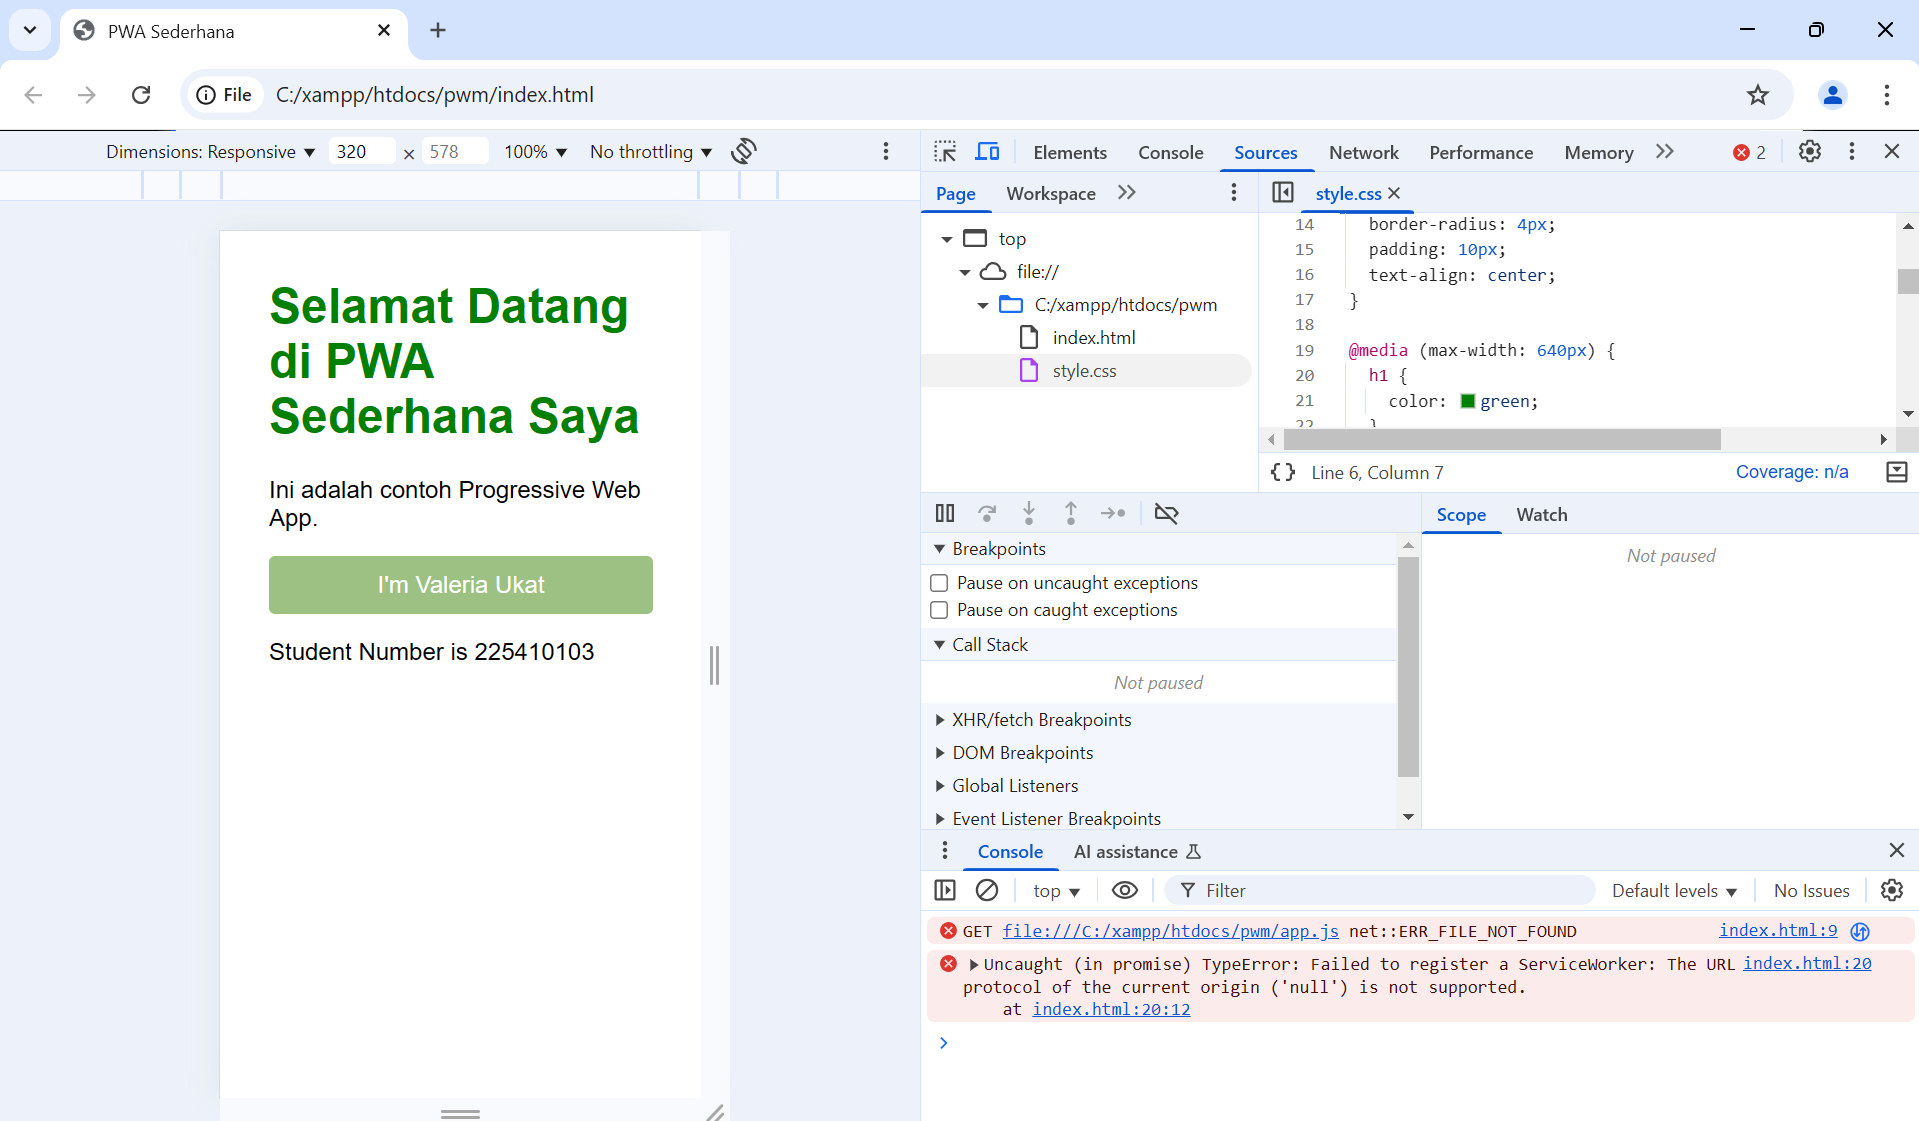 PWA Sederhana
File
C:/xampp/htdocs/pwm/index.html
Dimensions: Responsive
320
×
578
100%
No throttling
Elements
Console
Sources
Network
Performance
Memory
2
Page
Workspace
style.css
top
file://
C:/xampp/htdocs/pwm
index.html
style.css
14 border-radius: 4px;
15 padding: 10px;
16 text-align: center;
17 }
18
19 @media (max-width: 640px) {
20 h1 {
21 color: green;
22 }
{ } Line 6, Column 7
Coverage: n/a
Selamat Datang
di PWA
Sederhana Saya
Ini adalah contoh Progressive Web
App.
I'm Valeria Ukat
Student Number is 225410103
Scope
Watch
Not paused
Breakpoints
Pause on uncaught exceptions
Pause on caught exceptions
Call Stack
Not paused
XHR/fetch Breakpoints
DOM Breakpoints
Global Listeners
Event Listener Breakpoints
Console
AI assistance
top
Filter
Default levels
No Issues
GET file:///C:/xampp/htdocs/pwm/app.js net::ERR_FILE_NOT_FOUND index.html:9
Uncaught (in promise) TypeError: Failed to register a ServiceWorker: The URL index.html:20
protocol of the current origin ('null') is not supported.
at index.html:20:12